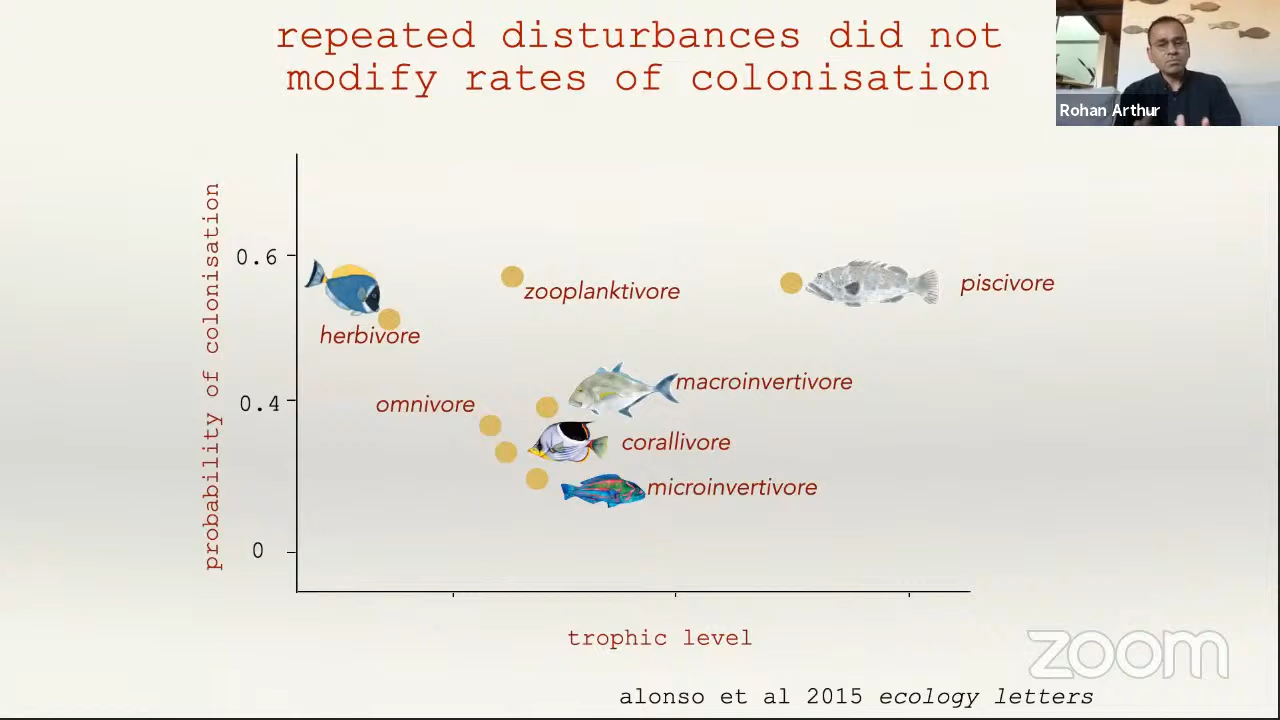 repeated disturbances did not
modify rates of colonisation
Rohan Arthur
probability of colonisation
0.6
0.4
0
herbivore
zooplanktivore
piscivore
macroinvertivore
omnivore
corallivore
microinvertivore
trophic level
zoom
alonso et al 2015 ecology letters